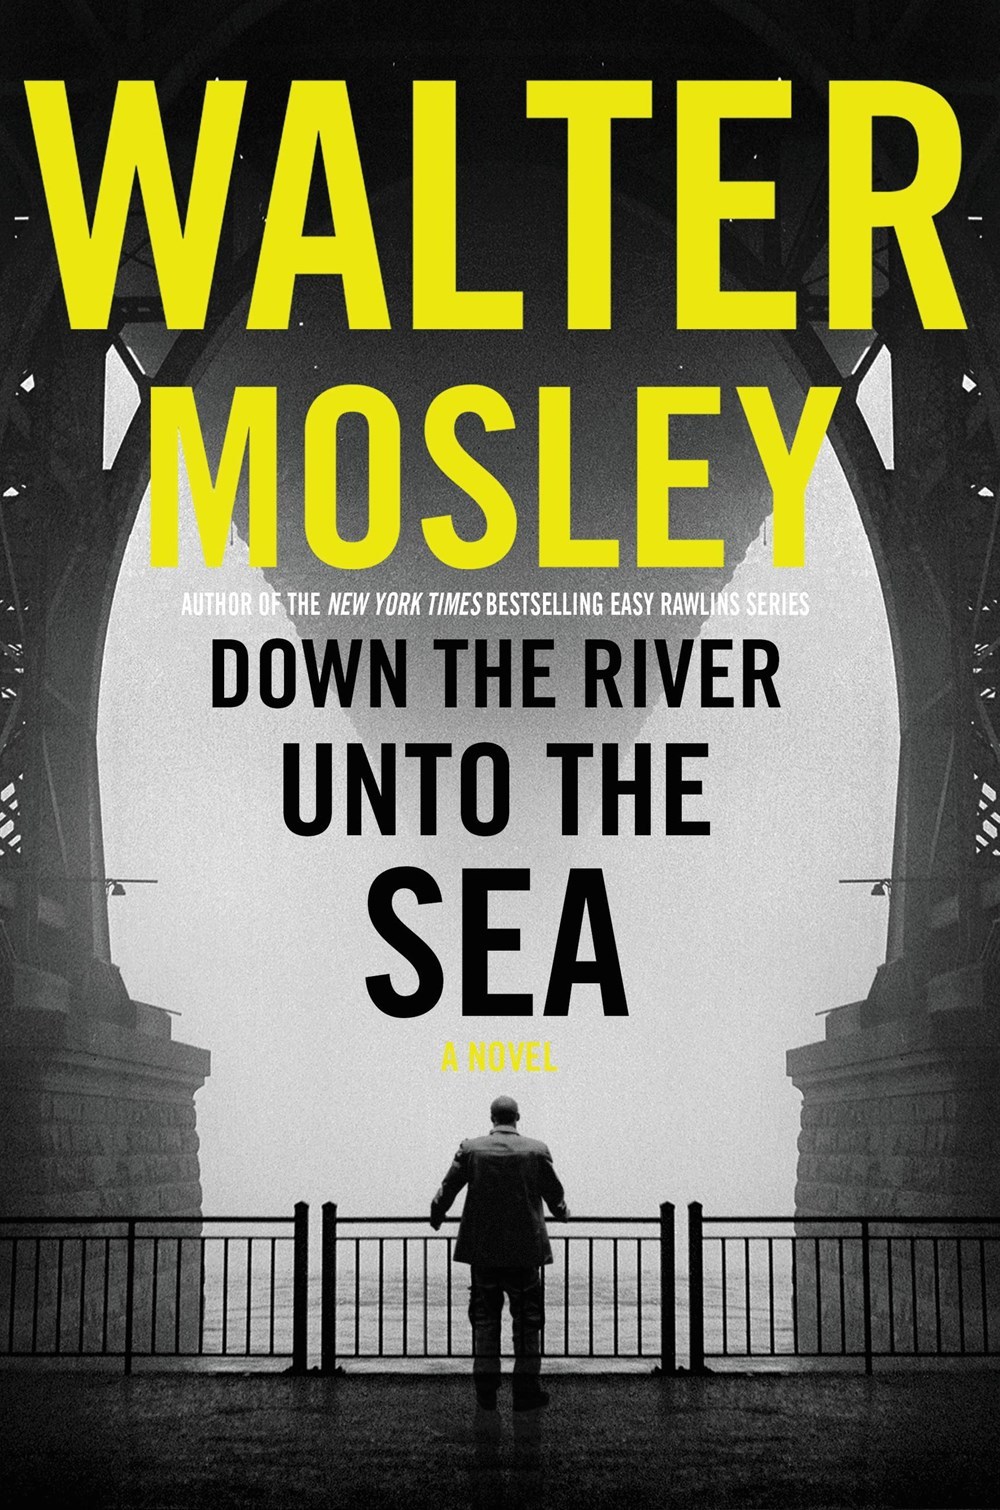 WALTER
MOSLEY
AUTHOR OF THE NEW YORK TIMES BESTSELLING EASY RAWLINS SERIES
DOWN THE RIVER
UNTO THE
SEA
A NOVEL